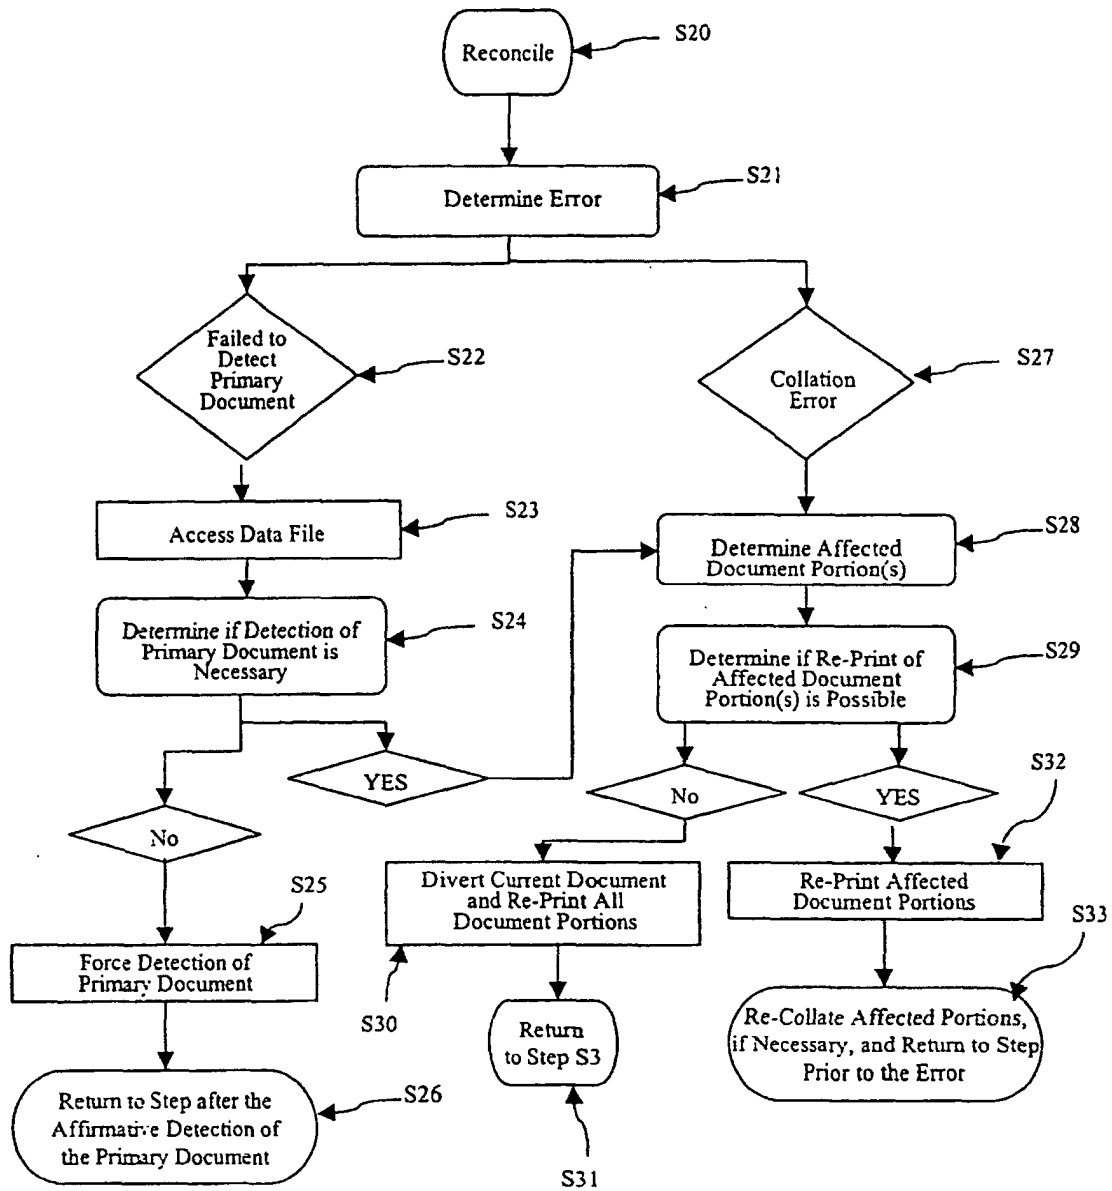 Reconcile
S20
Determine Error
S21
Failed to
Detect
Primary
Document
S22
Collation
Error
S27
Access Data File
S23
Determine Affected
Document Portion(s)
S28
Determine if Detection of
Primary Document is
Necessary
S24
Determine if Re-Print of
Affected Document
Portion(s) is Possible
S29
YES
No
No
YES
S32
Divert Current Document
and Re-Print All
Document Portions
S30
Re-Print Affected
Document Portions
S25
Force Detection of
Primary Document
S33
Return
to Step S3
S31
Re-Collate Affected Portions,
if Necessary, and Return to Step
Prior to the Error
Return to Step after the
Affirmative Detection of
the Primary Document
S26